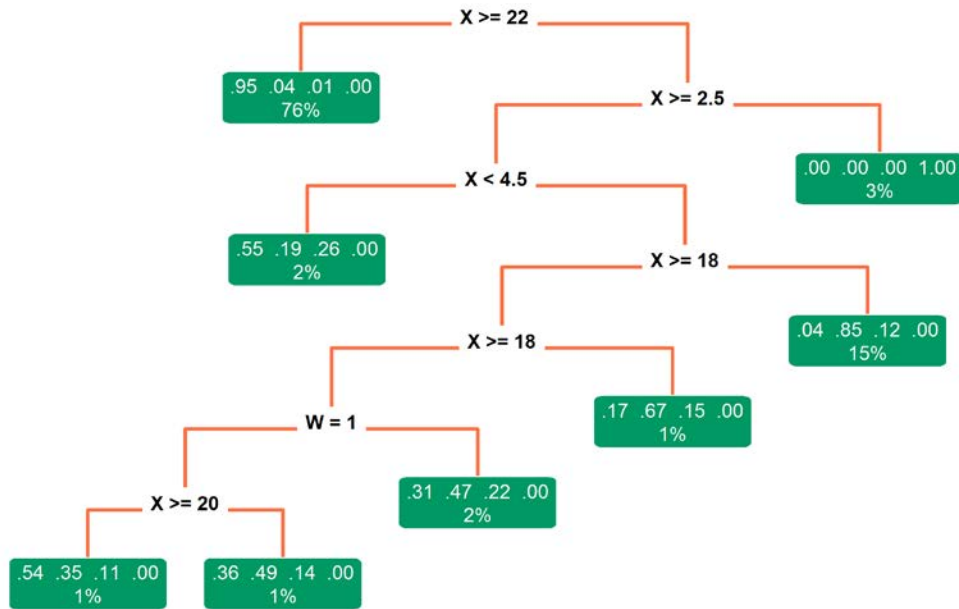 X >= 22
.95 .04 .01 .00
76%
X >= 2.5
.00 .00 .00 1.00
3%
X < 4.5
.55 .19 .26 .00
2%
X >= 18
.04 .85 .12 .00
15%
X >= 18
.17 .67 .15 .00
1%
W = 1
.31 .47 .22 .00
2%
X >= 20
.54 .35 .11 .00
1%
.36 .49 .14 .00
1%